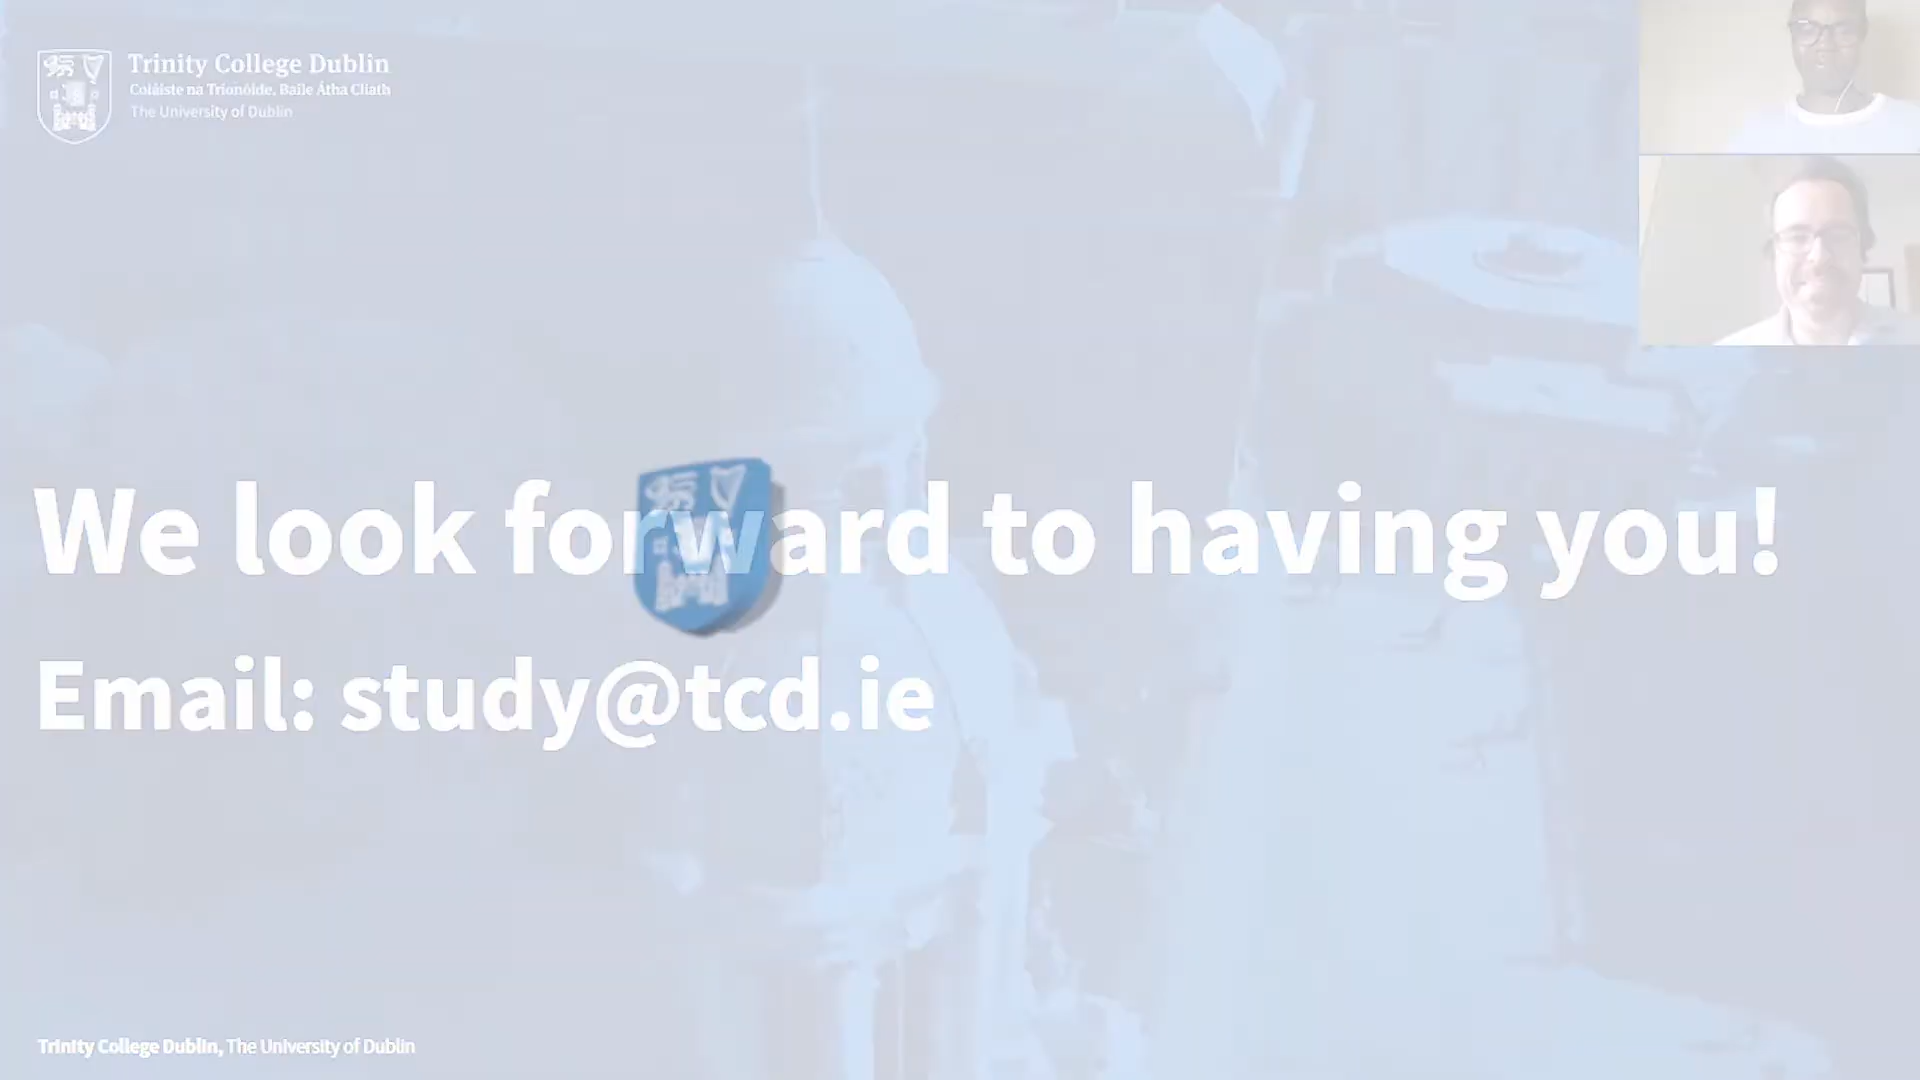 Trinity College Dublin
Coláiste na Tríonóide, Baile Átha Cliath
The University of Dublin
We look forward to having you!
Email: study@tcd.ie
Trinity College Dublin, The University of Dublin